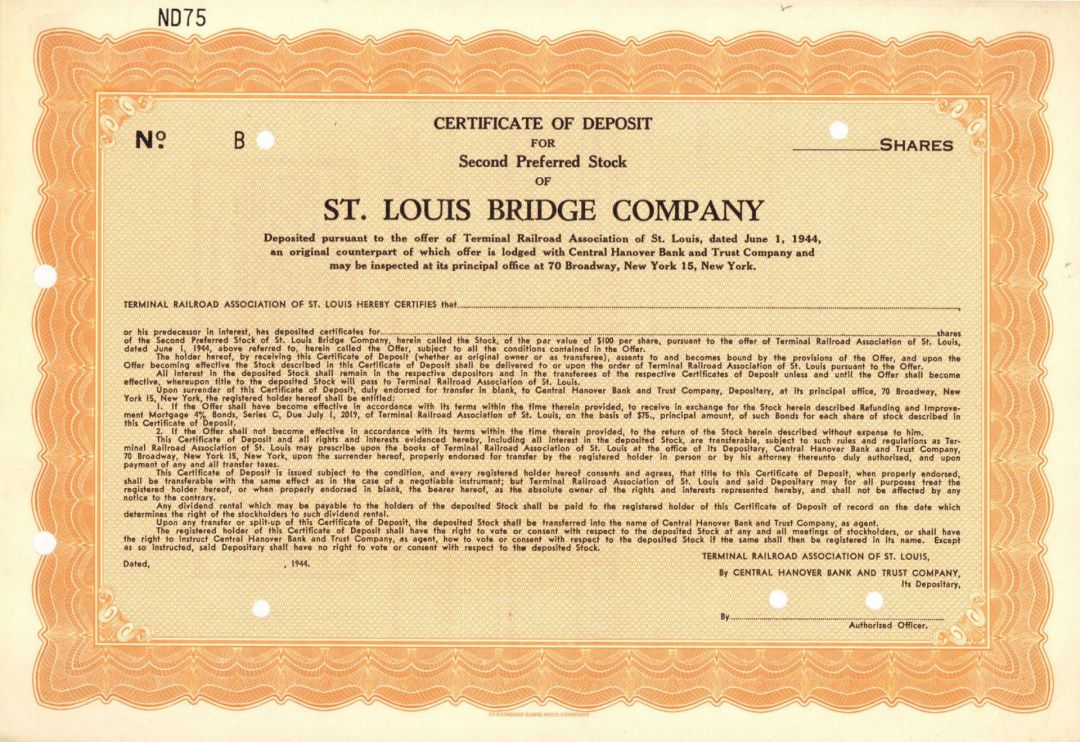 ND75
No. B
CERTIFICATE OF DEPOSIT
FOR
Second Preferred Stock
OF
SHARES
ST. LOUIS BRIDGE COMPANY
Deposited pursuant to the offer of Terminal Railroad Association of St. Louis, dated June 1, 1944,
an original counterpart of which offer is lodged with Central Hanover Bank and Trust Company and
may be inspected at its principal office at 70 Broadway, New York 15, New York.
TERMINAL RAILROAD ASSOCIATION OF ST. LOUIS HEREBY CERTIFIES that ,
or his predecessor in interest, has deposited certificates for shares
of the Second Preferred Stock of St. Louis Bridge Company, herein called the Stock, of the par value of $100 per share, pursuant to the offer of Terminal Railroad Association of St. Louis,
dated June 1, 1944, above referred to, herein called the Offer, subject to all the conditions contained in the Offer.
The holder hereof, by receiving this Certificate of Deposit (whether as original owner or as transferee), assents to and becomes bound by the provisions of the Offer, and upon the
Offer becoming effective the Stock described in this Certificate of Deposit shall be delivered to or upon the order of Terminal Railroad Association of St. Louis pursuant to the Offer.
All interest in the deposited Stock shall remain in the respective depositors and in the transferees of the respective Certificates of Deposit unless and until the Offer shall become
effective, whereupon title to the deposited Stock will pass to Terminal Railroad Association of St. Louis.
Upon surrender of this Certificate of Deposit, duly endorsed for transfer in blank, to Central Hanover Bank and Trust Company, Depositary, at its principal office, 70 Broadway, New
York 15, New York, the registered holder hereof shall be entitled:
1. If the Offer shall have become effective in accordance with its terms within the time therein provided, to receive in exchange for the Stock herein described Refunding and Improve-
ment Mortgage 4% Bonds, Series C, Due July 1, 2019, of Terminal Railroad Association of St. Louis, on the basis of $75, principal amount, of such Bonds for each share of stock described in
this Certificate of Deposit.
2. If the Offer shall not become effective in accordance with its terms within the time therein provided, to the return of the Stock herein described without expense to him.
This Certificate of Deposit and all rights and interests evidenced hereby, including all interest in the deposited Stock, are transferable, subject to such rules and regulations as Ter-
minal Railroad Association of St. Louis may prescribe upon the books of Terminal Railroad Association of St. Louis at the office of its Depositary, Central Hanover Bank and Trust Company,
70 Broadway, New York 15, New York, upon the surrender hereof, properly endorsed for transfer by the registered holder in person or by his attorney thereunto duly authorized, and upon
payment of any and all transfer taxes.
This Certificate of Deposit is issued subject to the condition, and every registered holder hereof consents and agrees, that title to this Certificate of Deposit, when properly endorsed,
shall be transferable with the same effect as in the case of a negotiable instrument; but Terminal Railroad Association of St. Louis and said Depositary may for all purposes treat the
registered holder hereof, or when properly endorsed in blank, the bearer hereof, as the absolute owner of the rights and interests represented hereby, and shall not be affected by any
notice to the contrary.
Any dividend rental which may be payable to the holders of the deposited Stock shall be paid to the registered holder of this Certificate of Deposit of record on the date which
determines the right of the stockholders to such dividend rental.
Upon any transfer or split-up of this Certificate of Deposit, the deposited Stock shall be transferred into the name of Central Hanover Bank and Trust Company, as agent.
The registered holder of this Certificate of Deposit shall have the right to vote or consent with respect to the deposited Stock at any and all meetings of stockholders, or shall have
the right to instruct Central Hanover Bank and Trust Company, as agent, how to vote or consent with respect to the deposited Stock if the same shall then be registered in its name. Except
as so instructed, said Depositary shall have no right to vote or consent with respect to the deposited Stock.
TERMINAL RAILROAD ASSOCIATION OF ST. LOUIS,
Dated, , 1944.
By CENTRAL HANOVER BANK AND TRUST COMPANY,
Its Depositary,
By
Authorized Officer.
COLUMBIAN BANK NOTE COMPANY